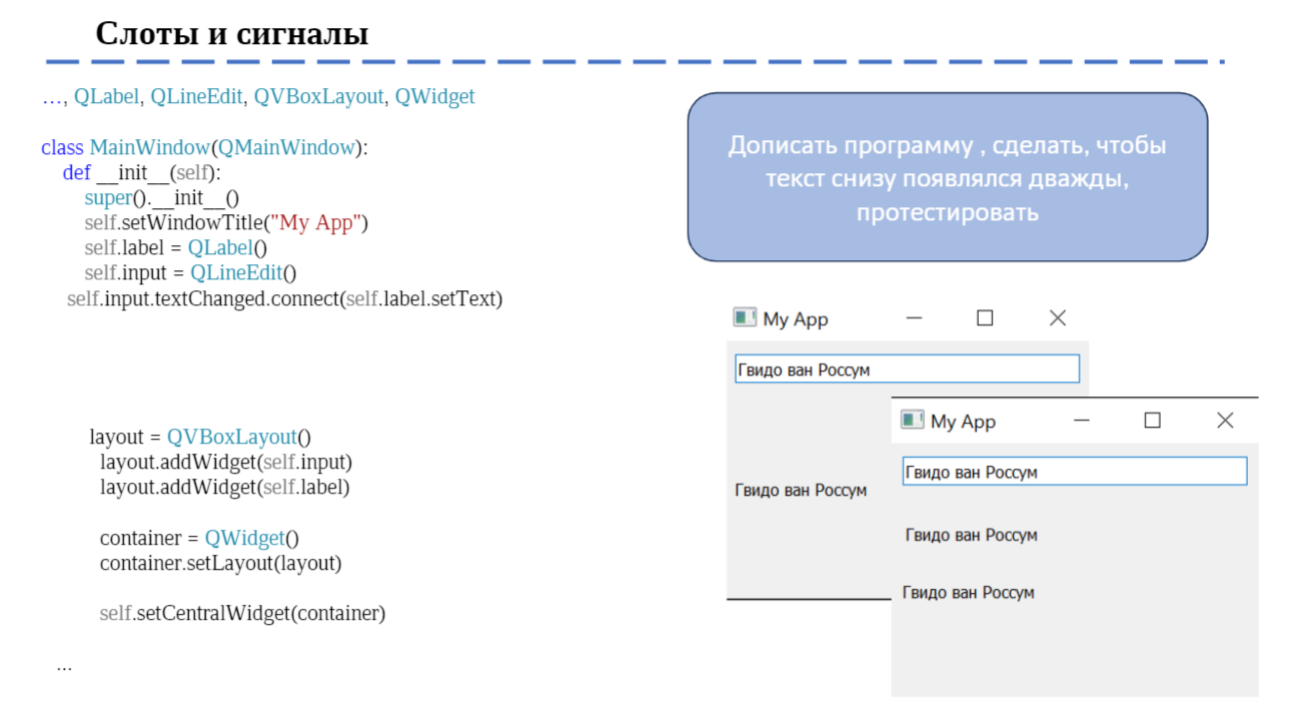 Слоты и сигналы
…, QLabel, QLineEdit, QVBoxLayout, QWidget
class MainWindow(QMainWindow):
def __init__(self):
super().__init__()
self.setWindowTitle("My App")
self.label = QLabel()
self.input = QLineEdit()
self.input.textChanged.connect(self.label.setText)
layout = QVBoxLayout()
layout.addWidget(self.input)
layout.addWidget(self.label)
container = QWidget()
container.setLayout(layout)
self.setCentralWidget(container)
…
Дописать программу , сделать, чтобы
текст снизу появлялся дважды,
протестировать
My App
Гвидо ван Россум
Гвидо ван Россум
My App
Гвидо ван Россум
Гвидо ван Россум
Гвидо ван Россум